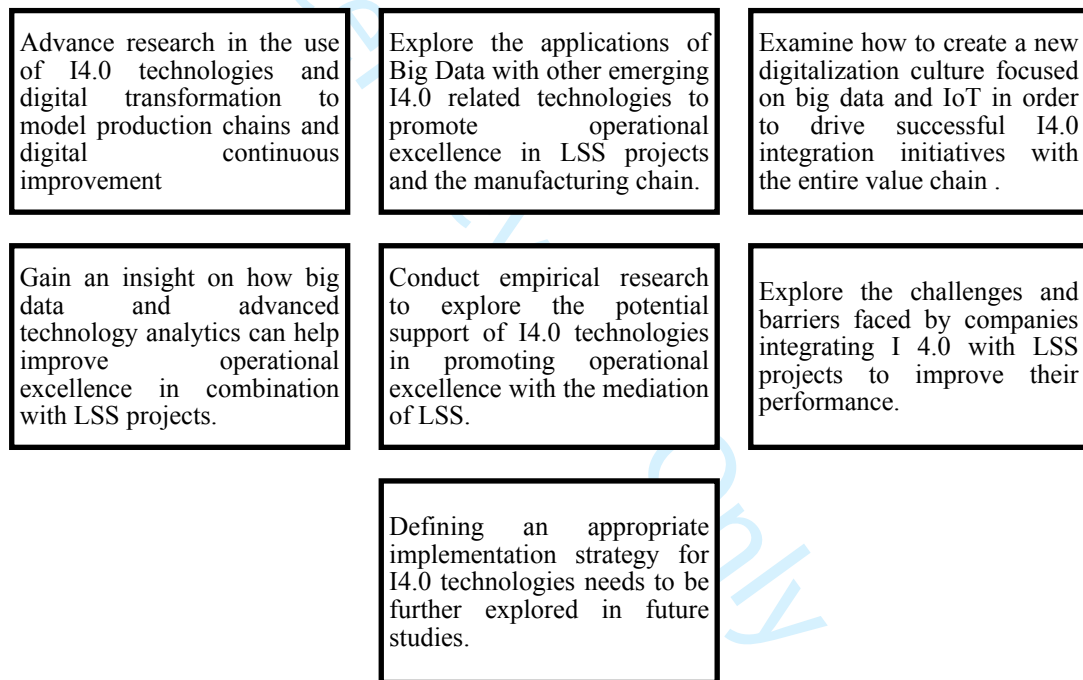 Advance research in the use
of I4.0 technologies and
digital transformation to
model production chains and
digital continuous
improvement
Explore the applications of
Big Data with other emerging
I4.0 related technologies to
promote operational
excellence in LSS projects
and the manufacturing chain.
Examine how to create a new
digitalization culture focused
on big data and IoT in order
to drive successful I4.0
integration initiatives with
the entire value chain .
Gain an insight on how big
data and advanced
technology analytics can help
improve operational
excellence in combination
with LSS projects.
Conduct empirical research
to explore the potential
support of I4.0 technologies
in promoting operational
excellence with the mediation
of LSS.
Explore the challenges and
barriers faced by companies
integrating I 4.0 with LSS
projects to improve their
performance.
Defining an appropriate
implementation strategy for
I4.0 technologies needs to be
further explored in future
studies.
Only